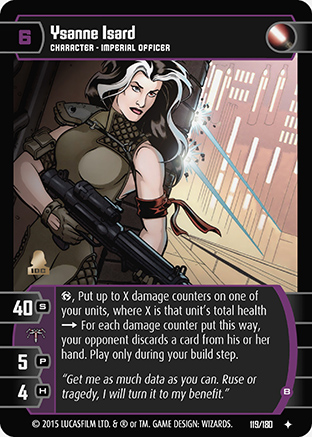 6 Ysanne Isard
CHARACTER - IMPERIAL OFFICER
IDC
40 S
5 P
4 H
, Put up to X damage counters on one of
your units, where X is that unit's total health
→ For each damage counter put this way,
your opponent discards a card from his or her
hand. Play only during your build step.
"Get me as much data as you can. Ruse or
tragedy, I will turn it to my benefit."
B
© 2015 LUCASFILM LTD. & ® or TM. GAME DESIGN: WIZARDS. 119/180